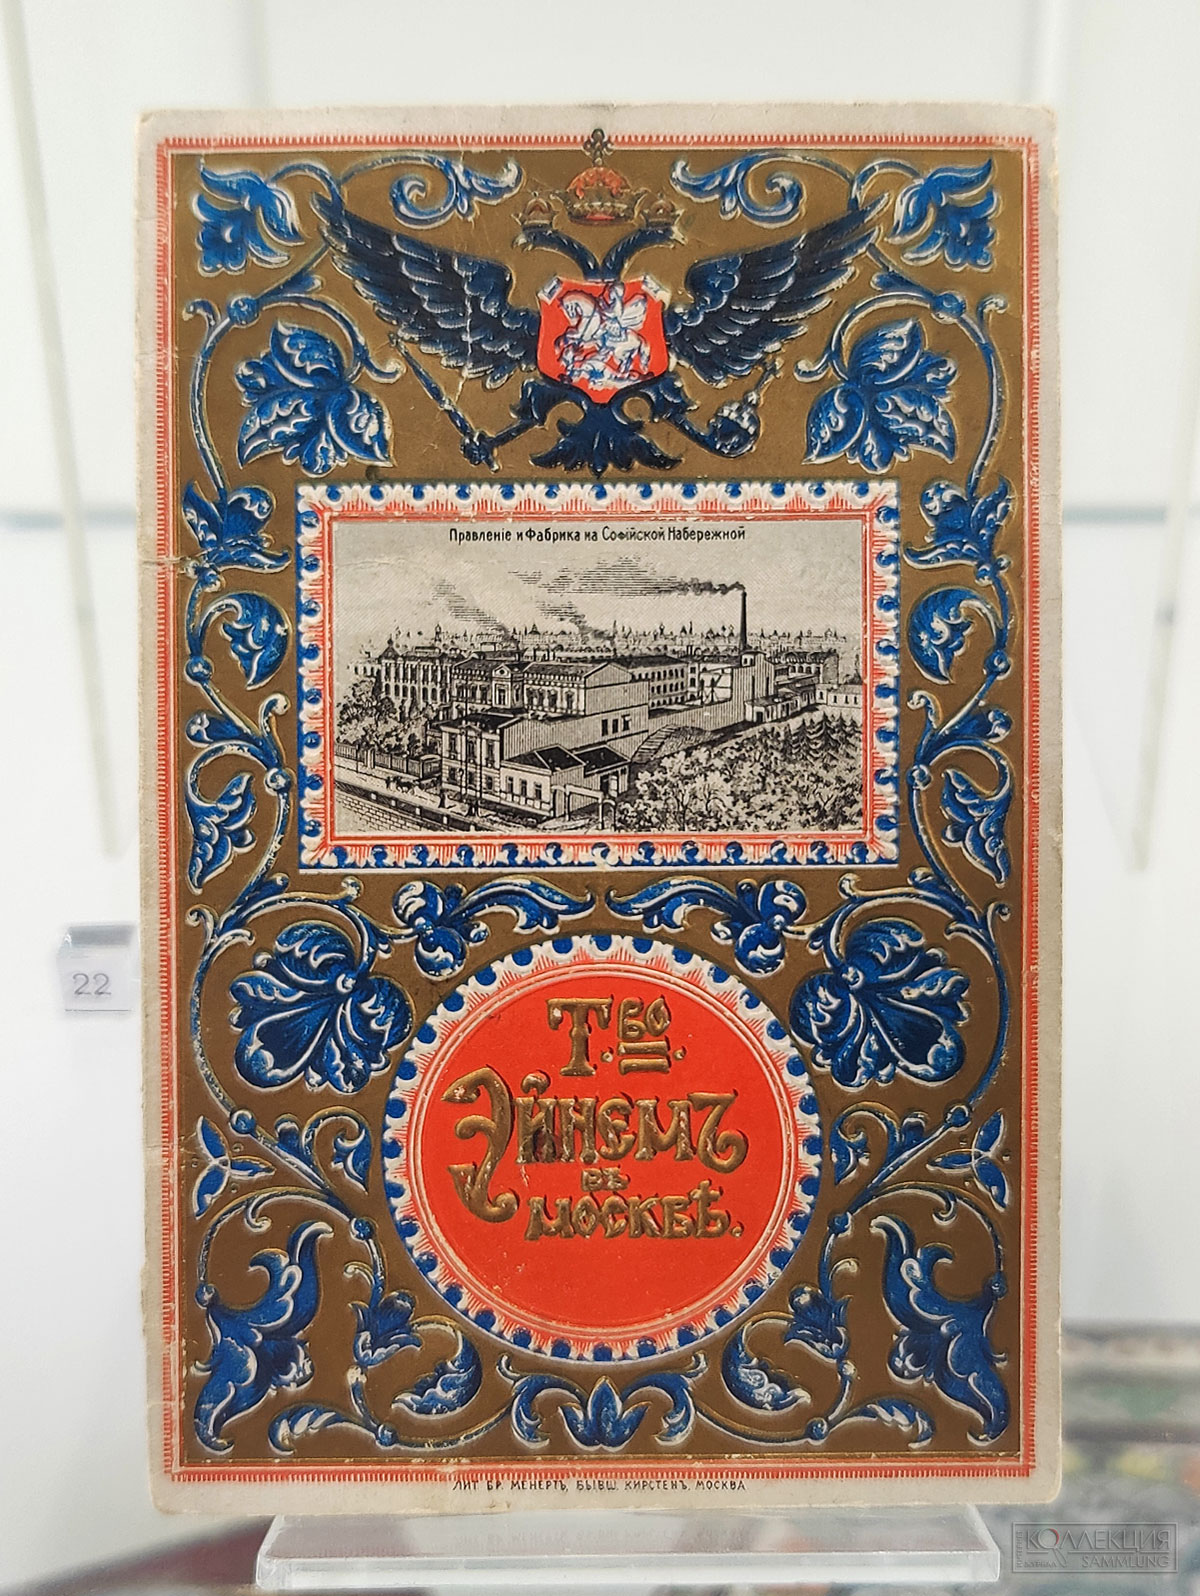 Правленіе и Фабрика на Софійской Набережной
Т.во.
Эйнемъ
въ
Москвѣ.
22
ЛИТ БР. МЕНЕРТЪ, БЫВШ. КИРСТЕНЪ, МОСКВА
КОЛЛЕКЦИЯ
SAMMLUNG